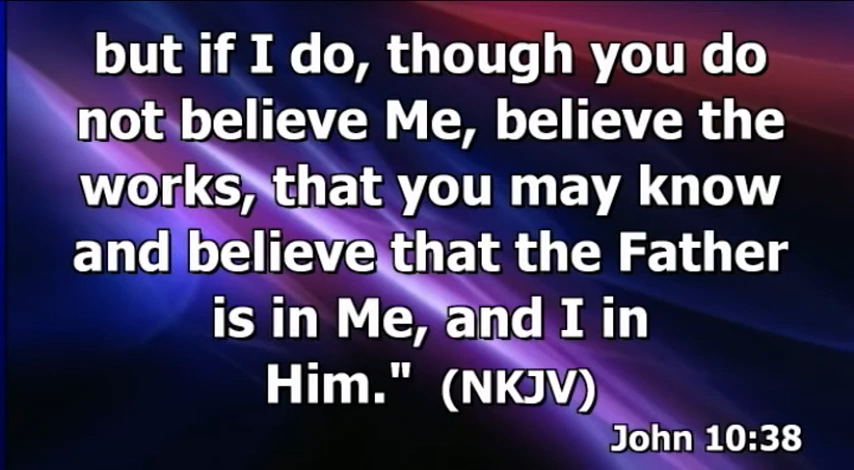 but if I do, though you do
not believe Me, believe the
works, that you may know
and believe that the Father
is in Me, and I in
Him." (NKJV)
John 10:38